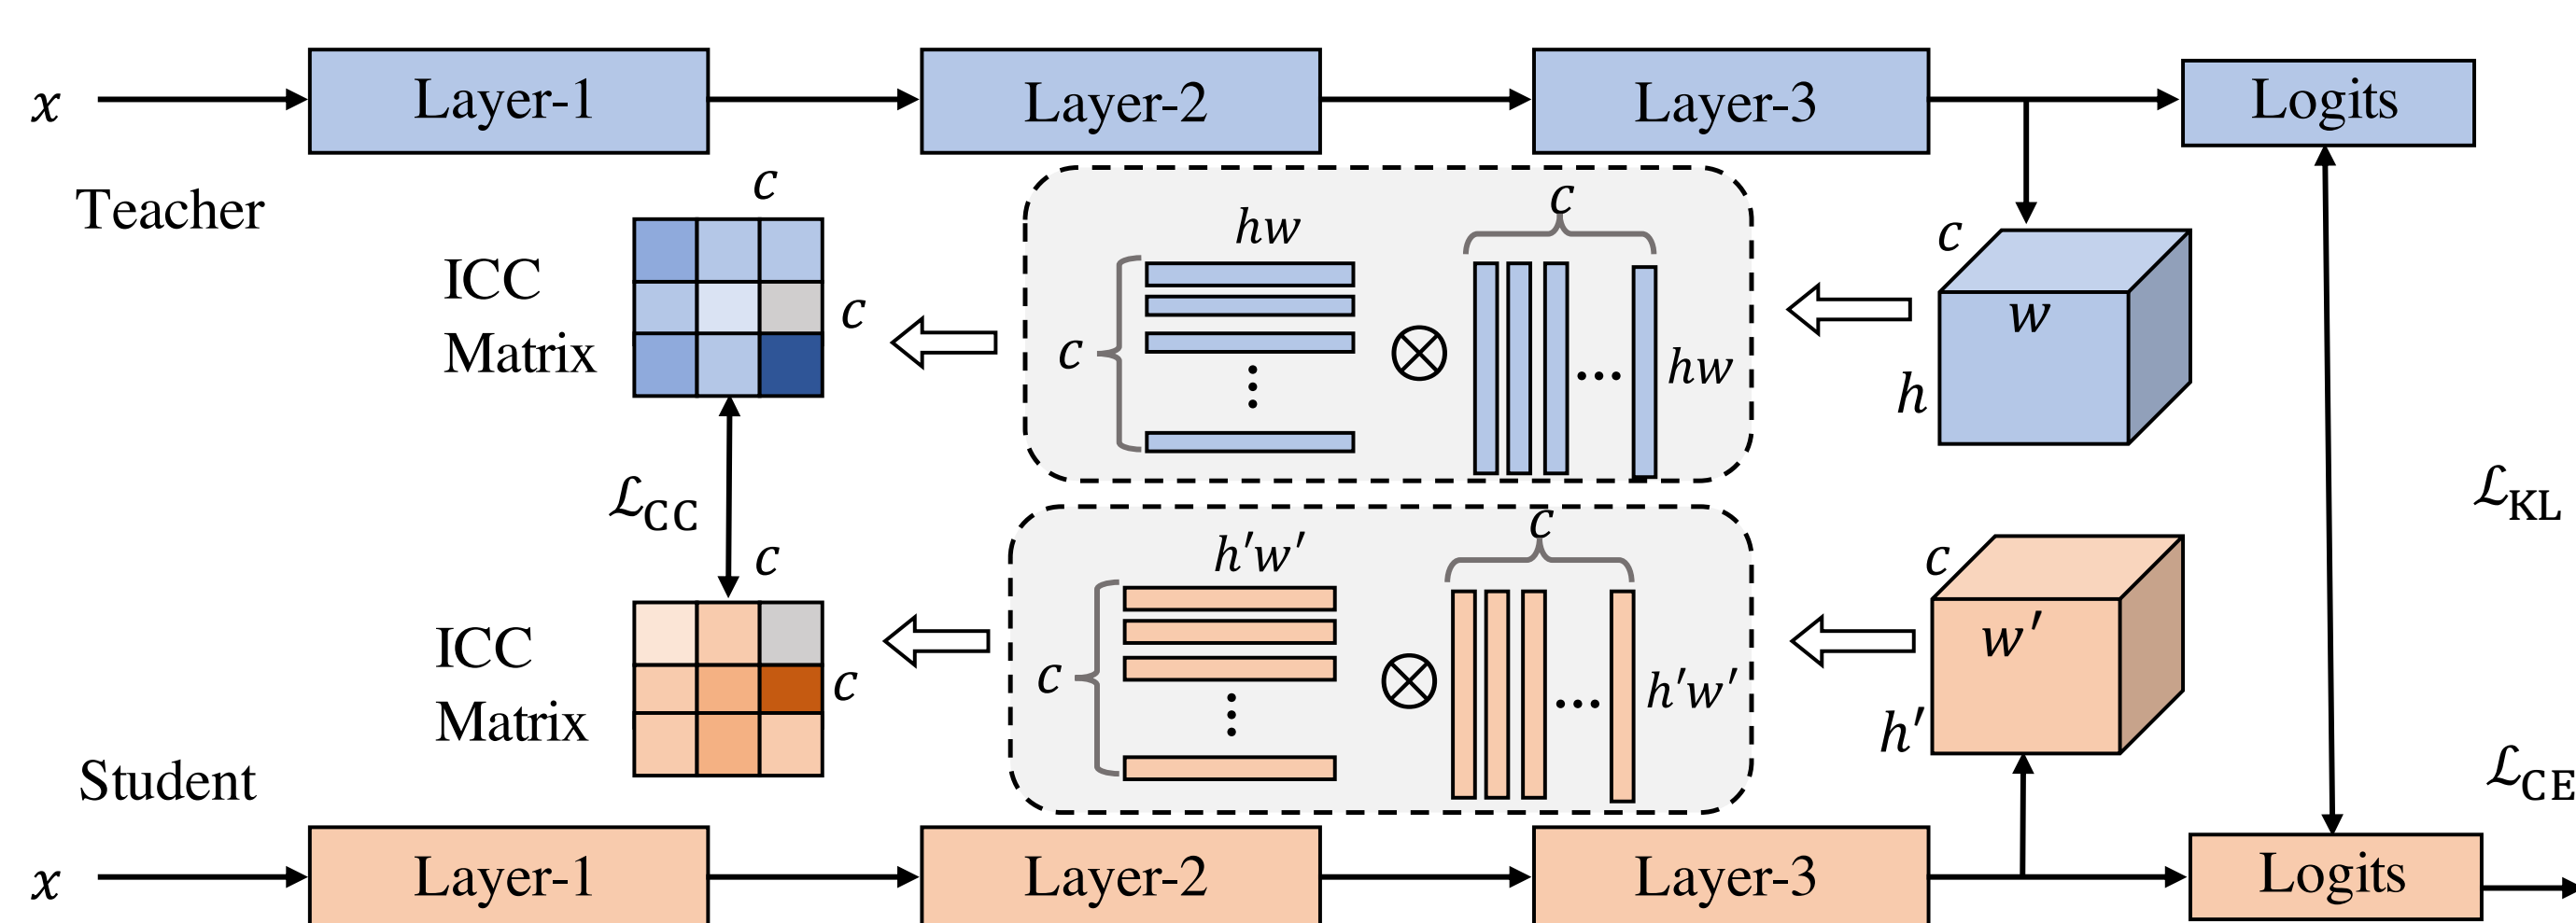 x
Layer-1
Layer-2
Layer-3
Logits
Teacher
c
ICC
Matrix
c
hw
c
c
hw
c
w
h
ℒCC
ℒKL
c
ICC
Matrix
c
h′w′
c
c
h′w′
c
w′
h′
Student
ℒCE
x
Layer-1
Layer-2
Layer-3
Logits